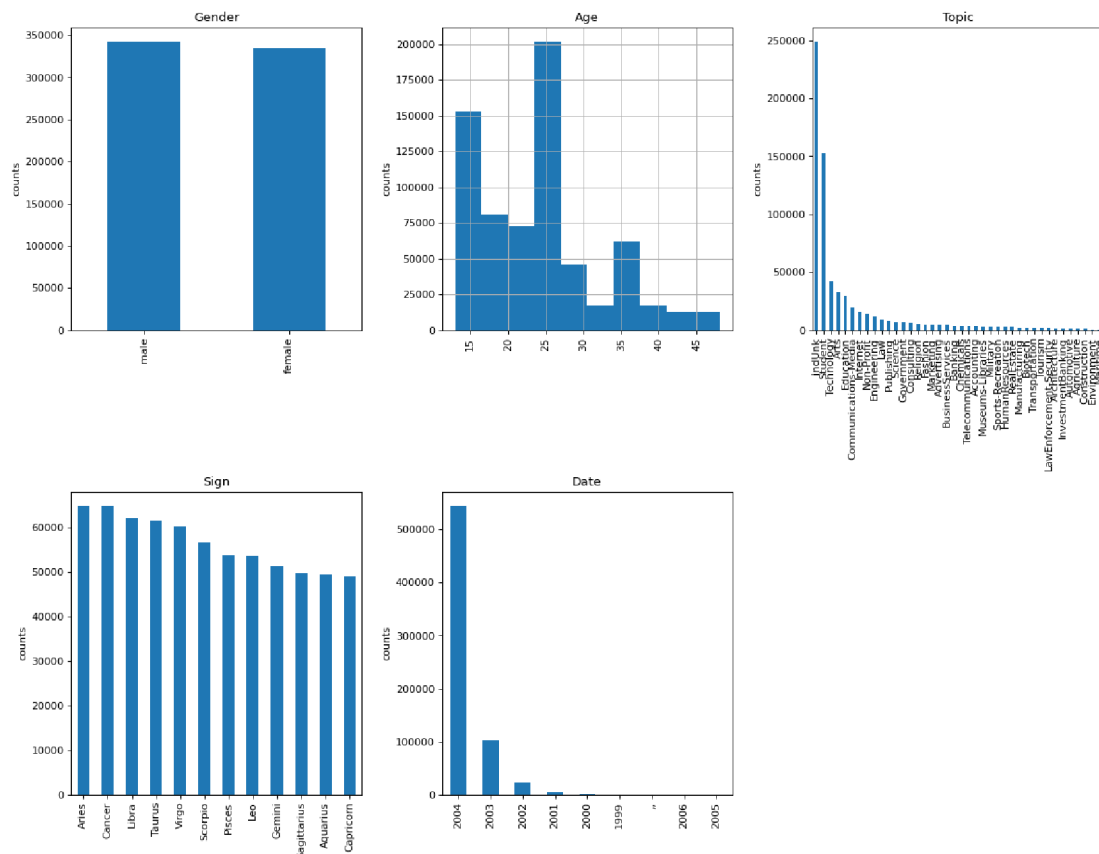 Gender
350000
300000
250000
200000
150000
100000
50000
0
counts
male
female
Age
200000
175000
150000
125000
100000
75000
50000
25000
0
counts
15
20
25
30
35
40
45
Topic
250000
200000
150000
100000
50000
0
counts
indUnk
Student
Technology
Arts
Education
Communications-Media
Internet
Non-Profit
Engineering
Law
Publishing
Science
Government
Consulting
Religion
Fashion
Marketing
Advertising
BusinessServices
Banking
Chemicals
Telecommunications
Accounting
Museums-Libraries
Military
Sports-Recreation
HumanResources
RealEstate
Manufacturing
Biotech
Transportation
Tourism
LawEnforcement-Security
Architecture
InvestmentBanking
Automotive
Agriculture
Construction
Environment
Sign
60000
50000
40000
30000
20000
10000
0
counts
Aries
Cancer
Libra
Taurus
Virgo
Scorpio
Pisces
Leo
Gemini
agittarius
Aquarius
Capricorn
Date
500000
400000
300000
200000
100000
0
counts
2004
2003
2002
2001
2000
1999
2006
2005